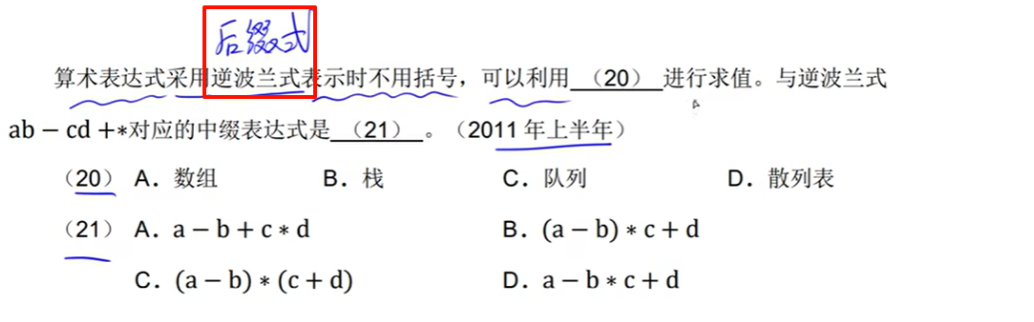 后缀式
算术表达式采用逆波兰式表示时不用括号，可以利用 （20） 进行求值。与逆波兰式
ab − cd +∗对应的中缀表达式是 （21） 。（2011 年上半年）
（20） A．数组 B．栈 C．队列 D．散列表
（21） A．a − b + c ∗ d B．(a − b) ∗ c + d
C．(a − b) ∗ (c + d) D．a − b ∗ c + d